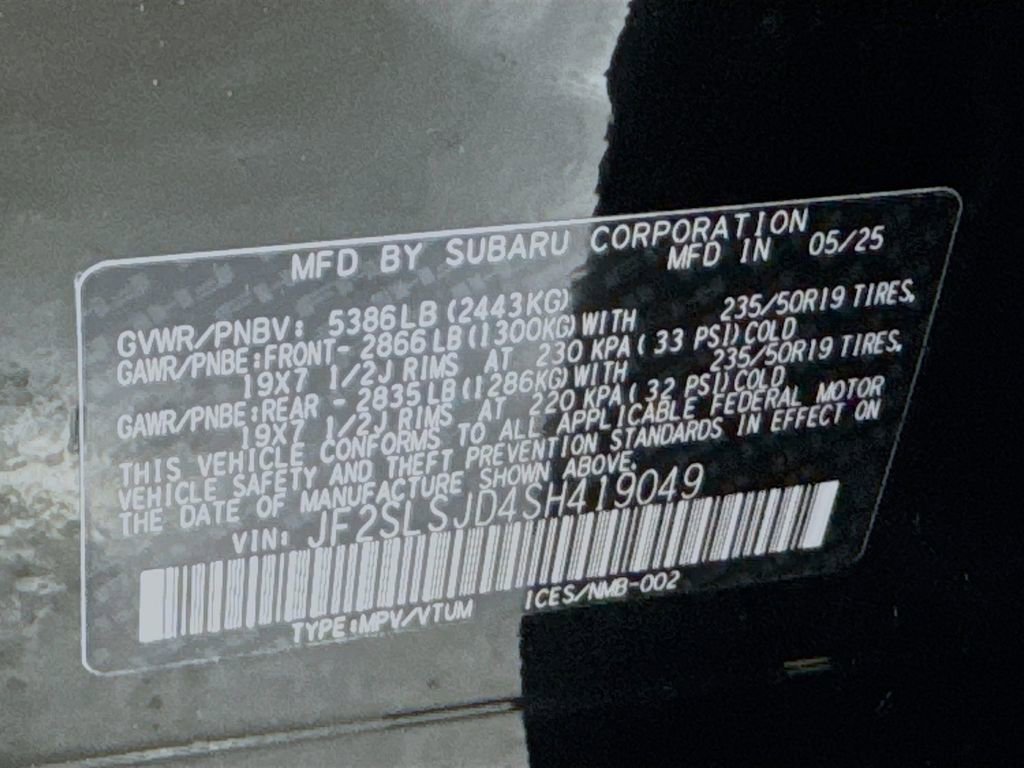 MFD BY SUBARU CORPORATION
MFD IN 05/25
GVWR/PNBV: 5386LB (2443KG)
GAWR/PNBE:FRONT- 2866LB(1300KG)WITH 235/50R19 TIRES,
19X7 1/2J RIMS AT 230 KPA( 33 PSI)COLD
GAWR/PNBE:REAR - 2835LB(1286KG)WITH 235/50R19 TIRES,
19X7 1/2J RIMS AT 220 KPA( 32 PSI)COLD
THIS VEHICLE CONFORMS TO ALL APPLICABLE FEDERAL MOTOR
VEHICLE SAFETY AND THEFT PREVENTION STANDARDS IN EFFECT ON
THE DATE OF MANUFACTURE SHOWN ABOVE.
VIN: JF2SLSJD4SH419049
TYPE:MPV/VTUM ICES/NMB-002